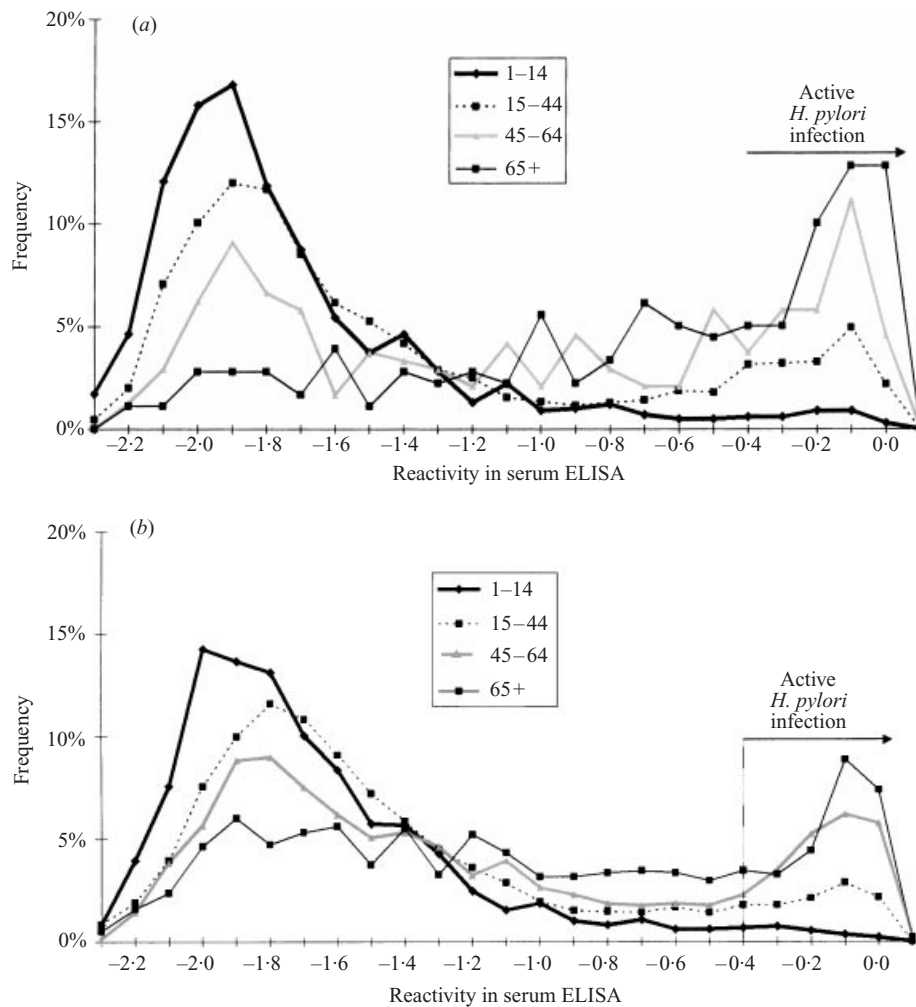 20%
(a)
1–14
15–44
45–64
65+
Active
H. pylori
infection
15%
10%
5%
0%
Frequency
−2·2 −2·0 −1·8 −1·6 −1·4 −1·2 −1·0 −0·8 −0·6 −0·4 −0·2 0·0
Reactivity in serum ELISA
20%
(b)
1–14
15–44
45–64
65+
Active
H. pylori
infection
15%
10%
5%
0%
Frequency
−2·2 −2·0 −1·8 −1·6 −1·4 −1·2 −1·0 −0·8 −0·6 −0·4 −0·2 0·0
Reactivity in serum ELISA